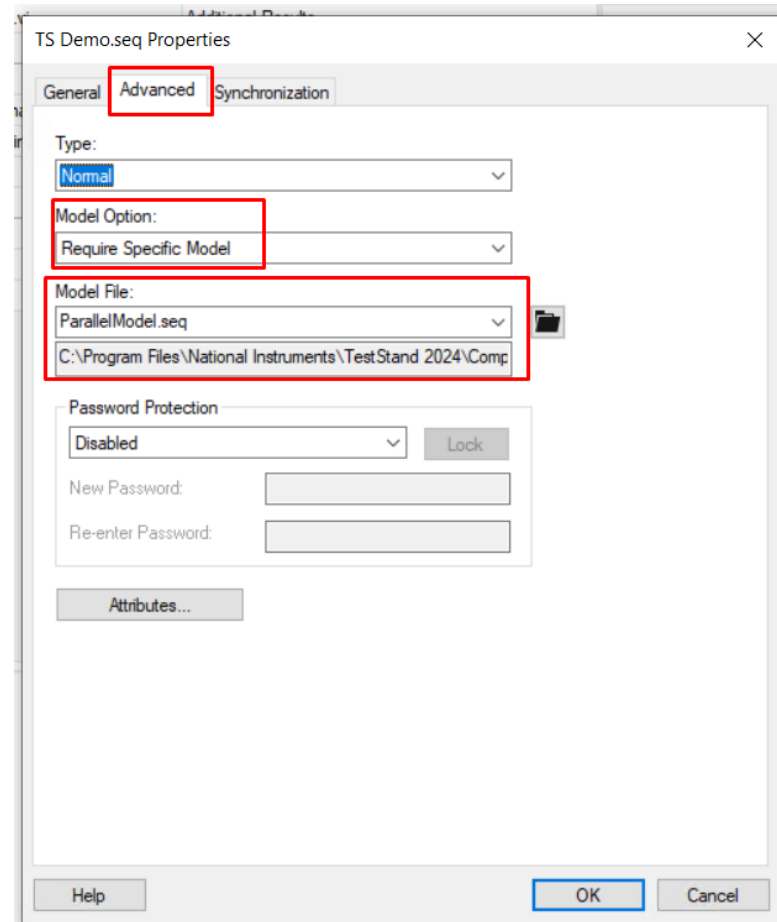 Additional Results
TS Demo.seq Properties
General Advanced Synchronization
Type:
Normal
Model Option:
Require Specific Model
Model File:
ParallelModel.seq
C:\Program Files\National Instruments\TestStand 2024\Comp
Password Protection
Disabled Lock
New Password:
Re-enter Password:
Attributes...
Help OK Cancel